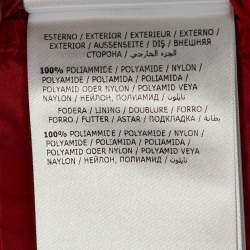 ESTERNO / EXTERIOR / EXTERIEUR / EXTERNO
/ EXTERIOR / AUSSENSEITE / DIŞ / ВНЕШНЯЯ
СТОРОНА / الجزء الخارجي
100% POLIAMMIDE / POLYAMIDE / NYLON /
POLYAMIDE / POLIAMIDA / POLIAMIDA /
POLYAMID ODER NYLON / POLYAMID VEYA
NAYLON / НЕЙЛОН, ПОЛИАМИД / نايلون
FODERA / LINING / DOUBLURE / FORRO /
FORRO / FUTTER / ASTAR / ПОДКЛАДКА / بطانة
100% POLIAMMIDE / POLYAMIDE / NYLON /
POLYAMIDE / POLIAMIDA / POLIAMIDA /
POLYAMID ODER NYLON / POLYAMID VEYA
NAYLON / НЕЙЛОН, ПОЛИАМИД / نايلون